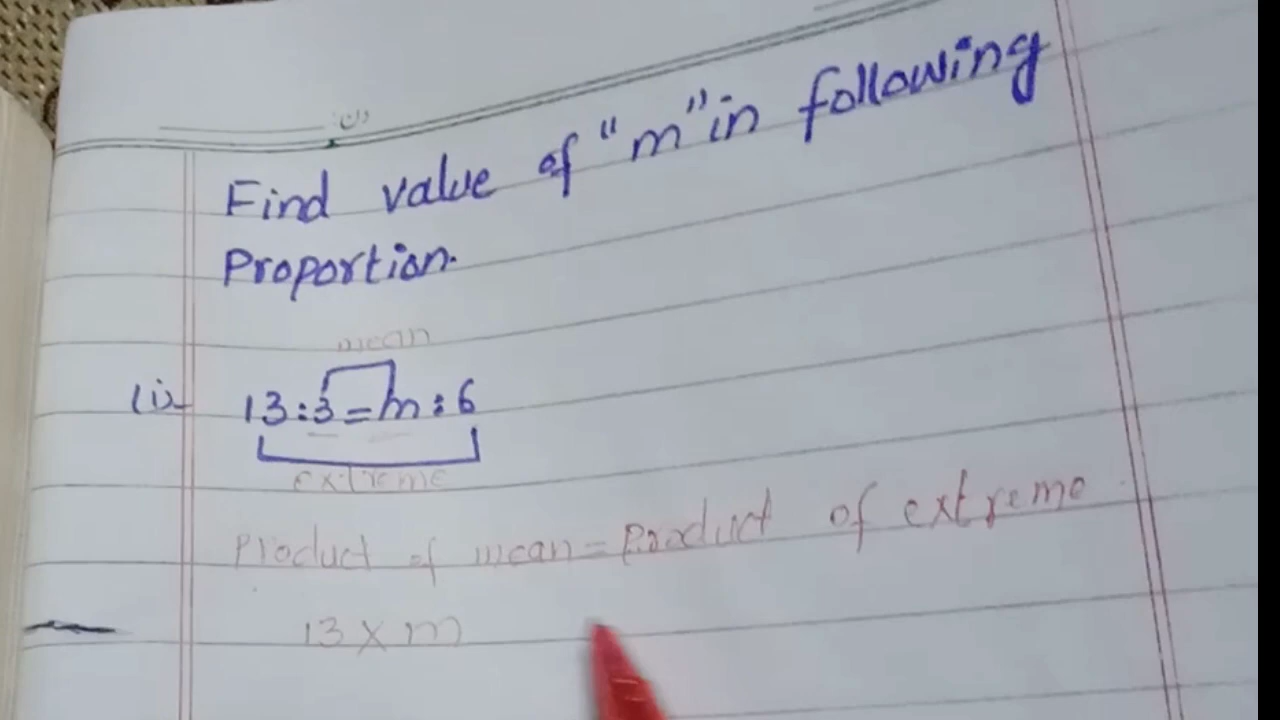 Find value of "m" in following
Proportion.
mean
(i) 13:3=m:6
extreme
Product of mean=Product of extreme
13 x m